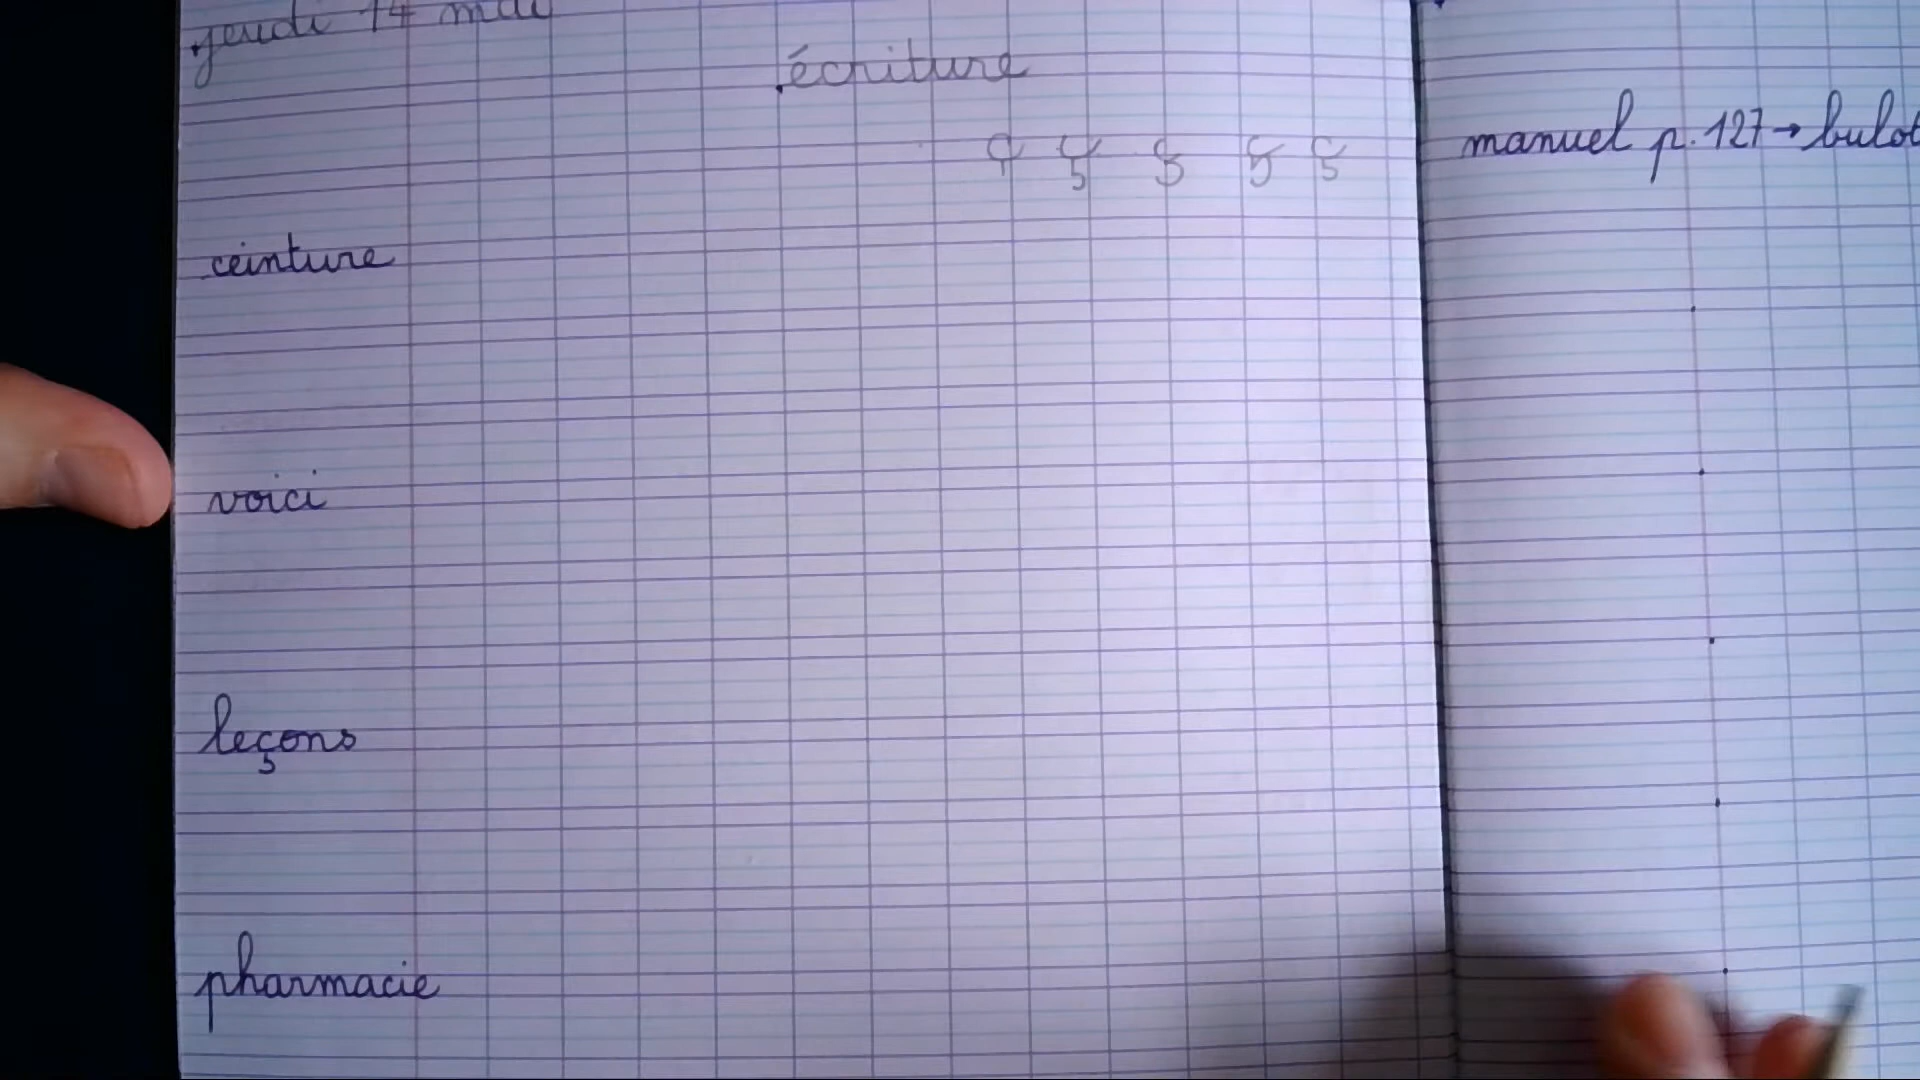 jeudi 14 mai
écriture
ceinture
voici
leçons
pharmacie
manuel p. 127 → bulot